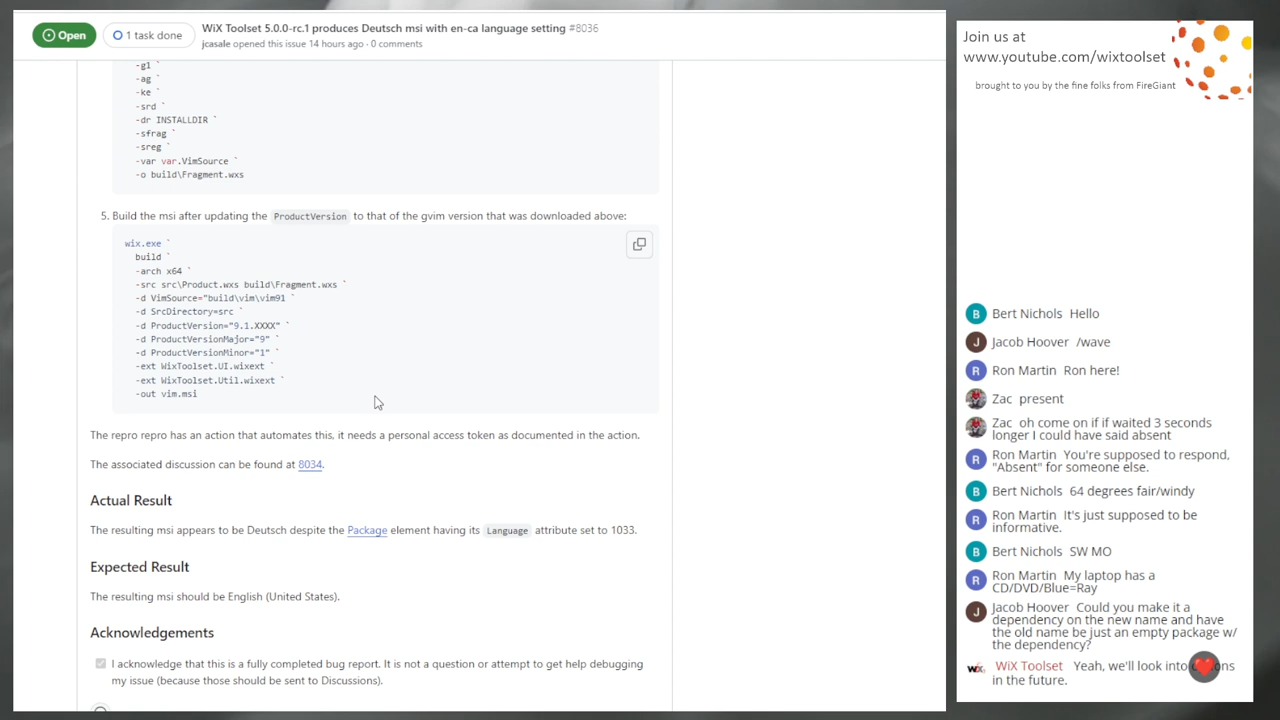 Open
1 task done
WiX Toolset 5.0.0-rc.1 produces Deutsch msi with en-ca language setting #8036
jcasale opened this issue 14 hours ago · 0 comments
-g1
-ag `
-ke `
-srd `
-dr INSTALLDIR `
-sfrag `
-sreg `
-var var.VimSource `
-o build\Fragment.wxs
5. Build the msi after updating the ProductVersion to that of the gvim version that was downloaded above:
wix.exe `
build `
-arch x64 `
-src src\Product.wxs build\Fragment.wxs `
-d VimSource="build\vim\vim91 `
-d SrcDirectory=src `
-d ProductVersion="9.1.XXXX" `
-d ProductVersionMajor="9" `
-d ProductVersionMinor="1" `
-ext WixToolset.UI.wixext `
-ext WixToolset.Util.wixext `
-out vim.msi
The repro repro has an action that automates this, it needs a personal access token as documented in the action.
The associated discussion can be found at 8034.
Actual Result
The resulting msi appears to be Deutsch despite the Package element having its Language attribute set to 1033.
Expected Result
The resulting msi should be English (United States).
Acknowledgements
I acknowledge that this is a fully completed bug report. It is not a question or attempt to get help debugging
my issue (because those should be sent to Discussions).
Join us at
www.youtube.com/wixtoolset
brought to you by the fine folks from FireGiant
B Bert Nichols Hello
J Jacob Hoover /wave
R Ron Martin Ron here!
Zac present
Zac oh come on if if waited 3 seconds
longer I could have said absent
R Ron Martin You're supposed to respond,
"Absent" for someone else.
B Bert Nichols 64 degrees fair/windy
R Ron Martin It's just supposed to be
informative.
B Bert Nichols SW MO
R Ron Martin My laptop has a
CD/DVD/Blue=Ray
J Jacob Hoover Could you make it a
dependency on the new name and have
the old name be just an empty package w/
the dependency?
WiX WiX Toolset Yeah, we'll look into
in the future.